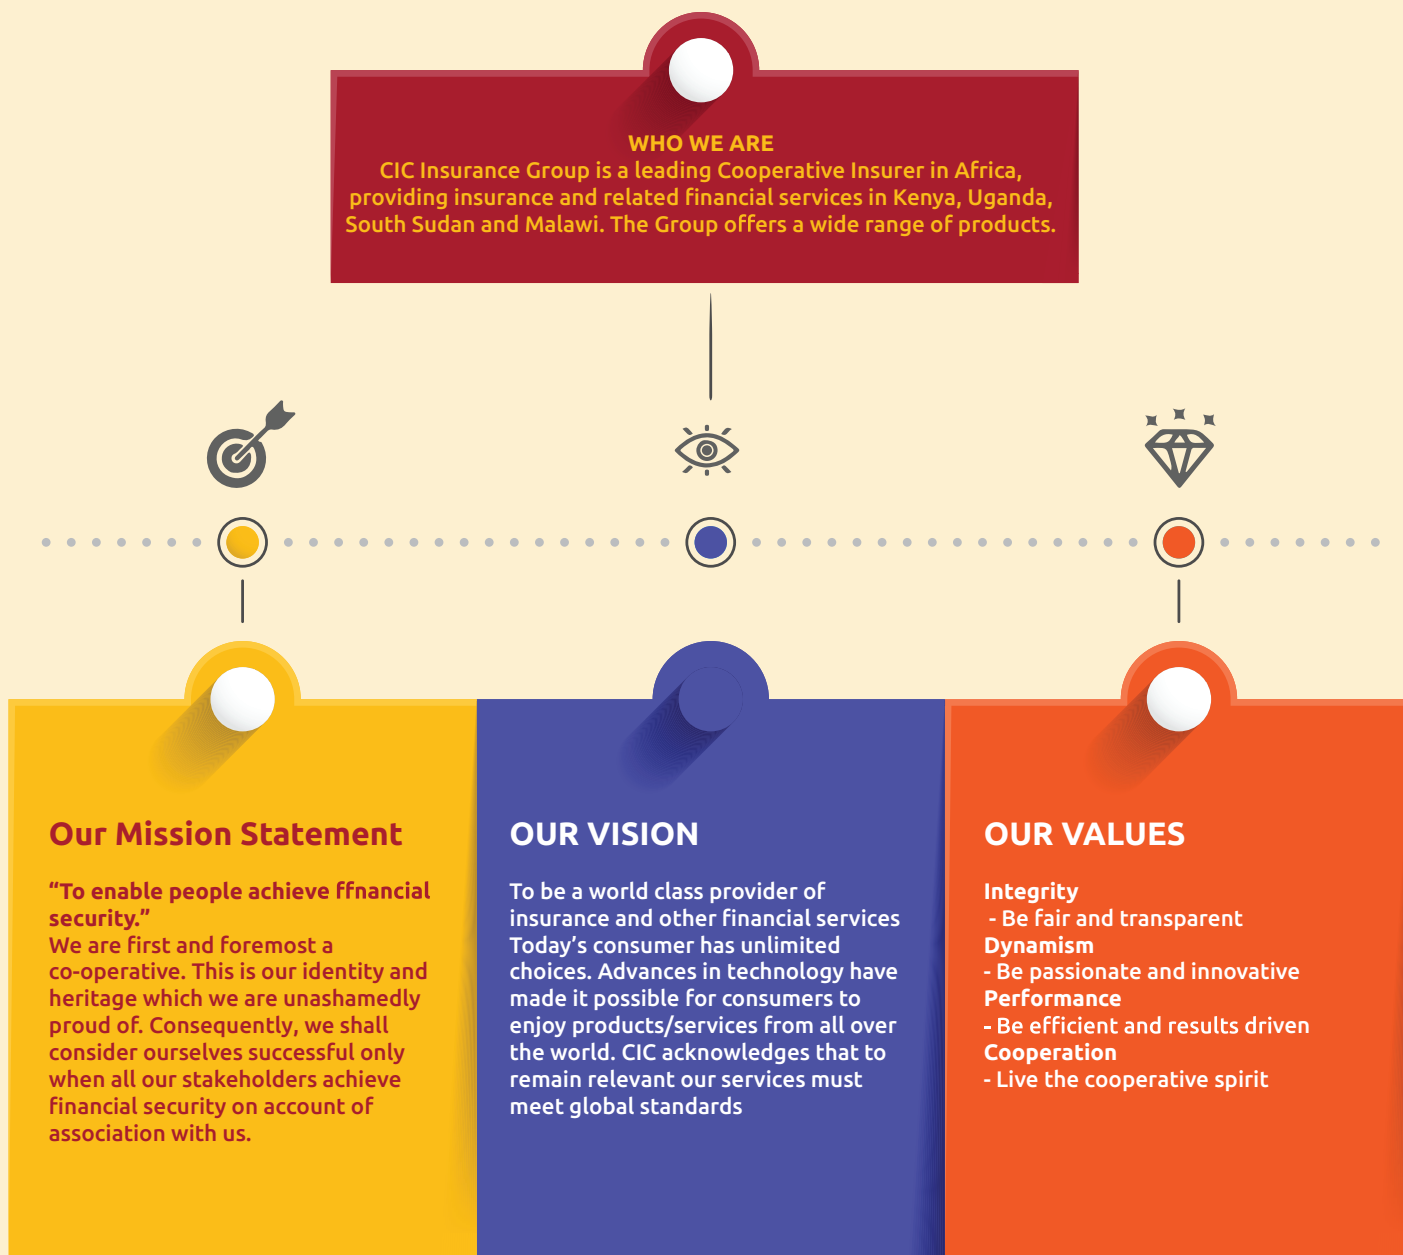 WHO WE ARE
CIC Insurance Group is a leading Cooperative Insurer in Africa,
providing insurance and related financial services in Kenya, Uganda,
South Sudan and Malawi. The Group offers a wide range of products.
Our Mission Statement
“To enable people achieve ffnancial
security.”
We are first and foremost a
co-operative. This is our identity and
heritage which we are unashamedly
proud of. Consequently, we shall
consider ourselves successful only
when all our stakeholders achieve
financial security on account of
association with us.
OUR VISION
To be a world class provider of
insurance and other financial services
Today’s consumer has unlimited
choices. Advances in technology have
made it possible for consumers to
enjoy products/services from all over
the world. CIC acknowledges that to
remain relevant our services must
meet global standards
OUR VALUES
Integrity
- Be fair and transparent
Dynamism
- Be passionate and innovative
Performance
- Be efficient and results driven
Cooperation
- Live the cooperative spirit